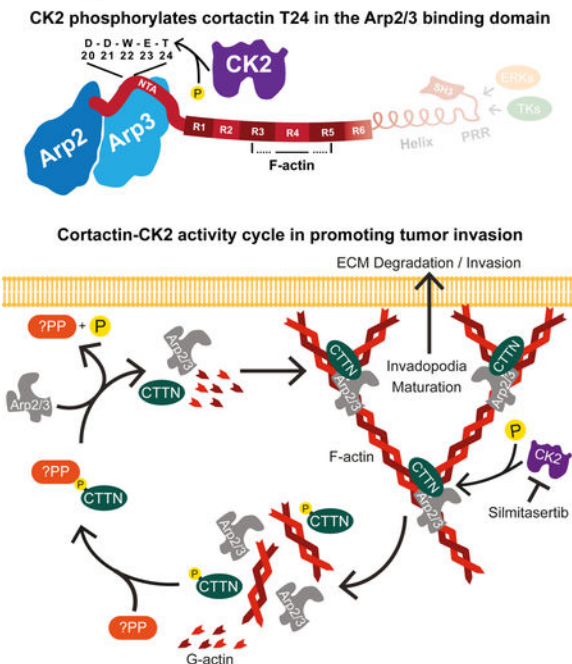 CK2 phosphorylates cortactin T24 in the Arp2/3 binding domain
D - D - W - E - T
20 21 22 23 24
P
CK2
NTA
Arp2
Arp3
R1 R2 R3 R4 R5 R6
F-actin
SH3
ERKs
TKs
Helix
PRR
Cortactin-CK2 activity cycle in promoting tumor invasion
ECM Degradation / Invasion
?PP + P
Arp2/3
CTTN
Arp2/3
CTTN
Arp2/3
CTTN
Arp2/3
Invadopodia
Maturation
F-actin
P
CK2
Silmitasertib
CTTN
Arp2/3
?PP
P
CTTN
P
CTTN
Arp2/3
P
CTTN
Arp2/3
?PP
G-actin